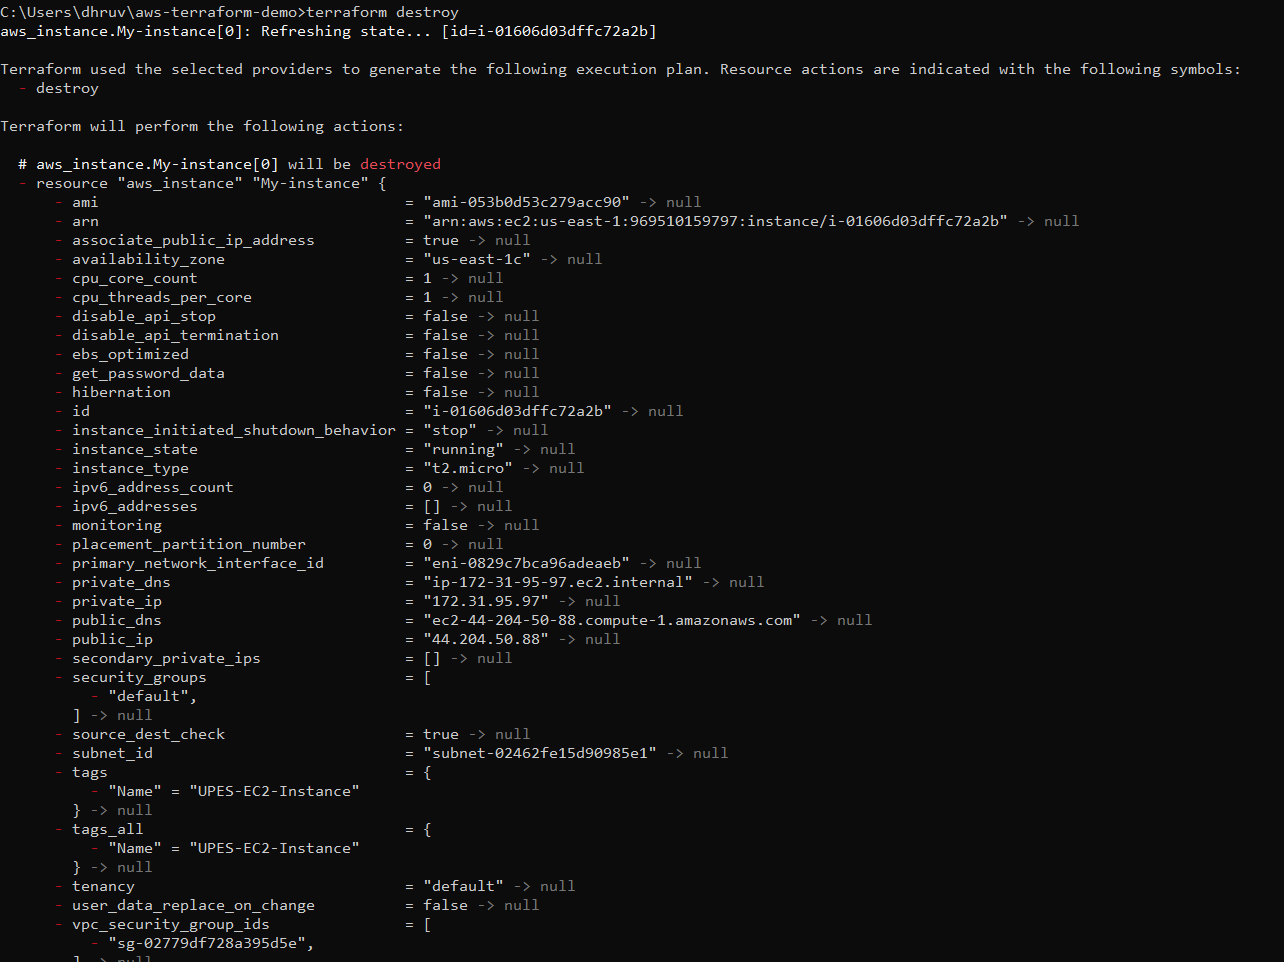 C:\Users\dhruv\aws-terraform-demo>terraform destroy
aws_instance.My-instance[0]: Refreshing state... [id=i-01606d03dffc72a2b]
Terraform used the selected providers to generate the following execution plan. Resource actions are indicated with the following symbols:
  - destroy
Terraform will perform the following actions:
  # aws_instance.My-instance[0] will be destroyed
  - resource "aws_instance" "My-instance" {
      - ami                                  = "ami-053b0d53c279acc90" -> null
      - arn                                  = "arn:aws:ec2:us-east-1:969510159797:instance/i-01606d03dffc72a2b" -> null
      - associate_public_ip_address          = true -> null
      - availability_zone                    = "us-east-1c" -> null
      - cpu_core_count                       = 1 -> null
      - cpu_threads_per_core                 = 1 -> null
      - disable_api_stop                     = false -> null
      - disable_api_termination              = false -> null
      - ebs_optimized                        = false -> null
      - get_password_data                    = false -> null
      - hibernation                          = false -> null
      - id                                   = "i-01606d03dffc72a2b" -> null
      - instance_initiated_shutdown_behavior = "stop" -> null
      - instance_state                       = "running" -> null
      - instance_type                        = "t2.micro" -> null
      - ipv6_address_count                   = 0 -> null
      - ipv6_addresses                       = [] -> null
      - monitoring                           = false -> null
      - placement_partition_number           = 0 -> null
      - primary_network_interface_id         = "eni-0829c7bca96adeaeb" -> null
      - private_dns                          = "ip-172-31-95-97.ec2.internal" -> null
      - private_ip                           = "172.31.95.97" -> null
      - public_dns                           = "ec2-44-204-50-88.compute-1.amazonaws.com" -> null
      - public_ip                            = "44.204.50.88" -> null
      - secondary_private_ips                = [] -> null
      - security_groups                      = [
          - "default",
        ] -> null
      - source_dest_check                    = true -> null
      - subnet_id                            = "subnet-02462fe15d90985e1" -> null
      - tags                                 = {
          - "Name" = "UPES-EC2-Instance"
        } -> null
      - tags_all                             = {
          - "Name" = "UPES-EC2-Instance"
        } -> null
      - tenancy                              = "default" -> null
      - user_data_replace_on_change          = false -> null
      - vpc_security_group_ids               = [
          - "sg-02779df728a395d5e",
        ] -> null